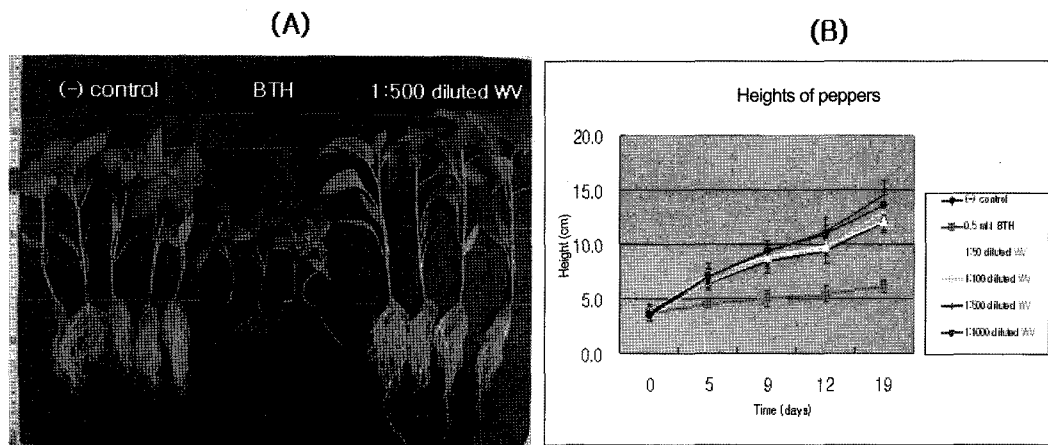 (A)
(-) control BTH 1:500 diluted WV
(B)
Heights of peppers
Height (cm)
20.0
15.0
10.0
5.0
0.0
0 5 9 12 19
Time (days)
(-) control
0.5 mM BTH
1:50 diluted WV
1:100 diluted WV
1:500 diluted WV
1:1000 diluted WV